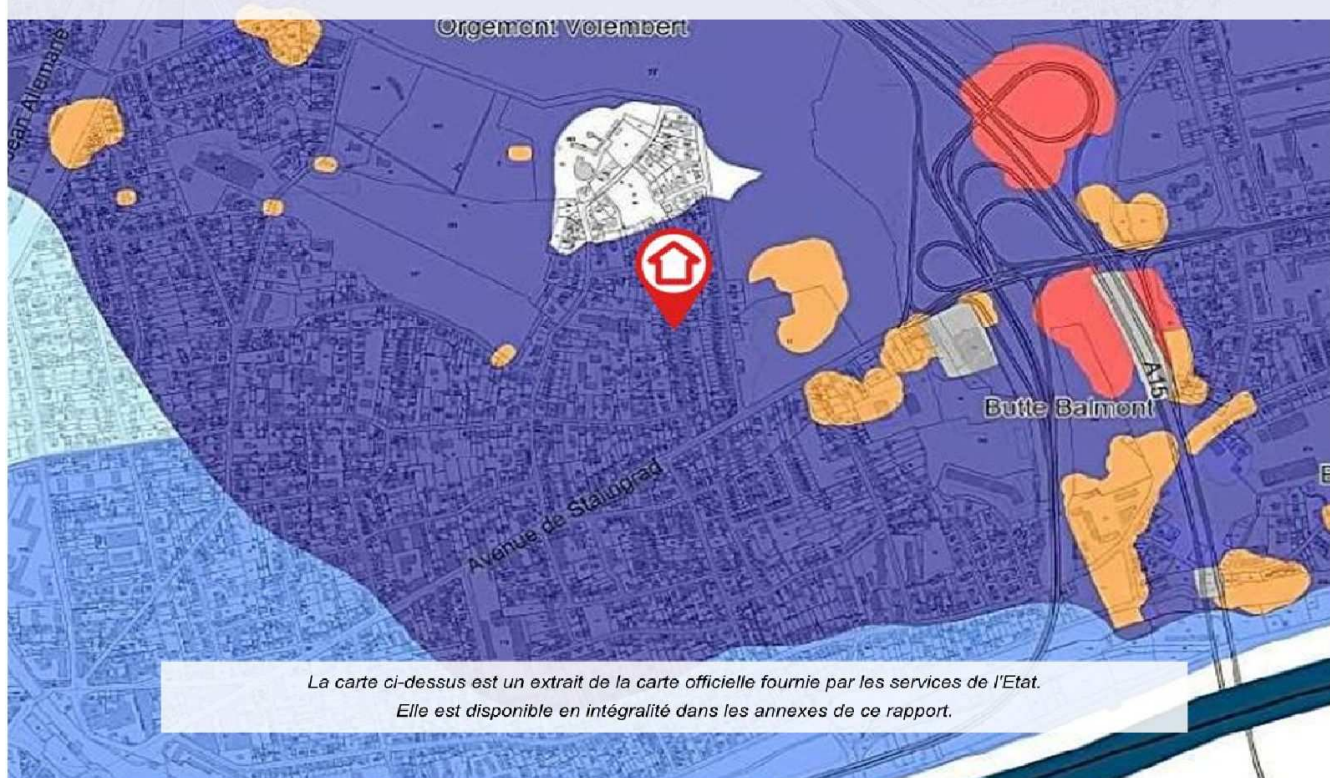 Orgemont Volembert
Jean Allemane
Avenue de Stalingrad
A15
Butte Balmont
La carte ci-dessus est un extrait de la carte officielle fournie par les services de l'Etat.
Elle est disponible en intégralité dans les annexes de ce rapport.